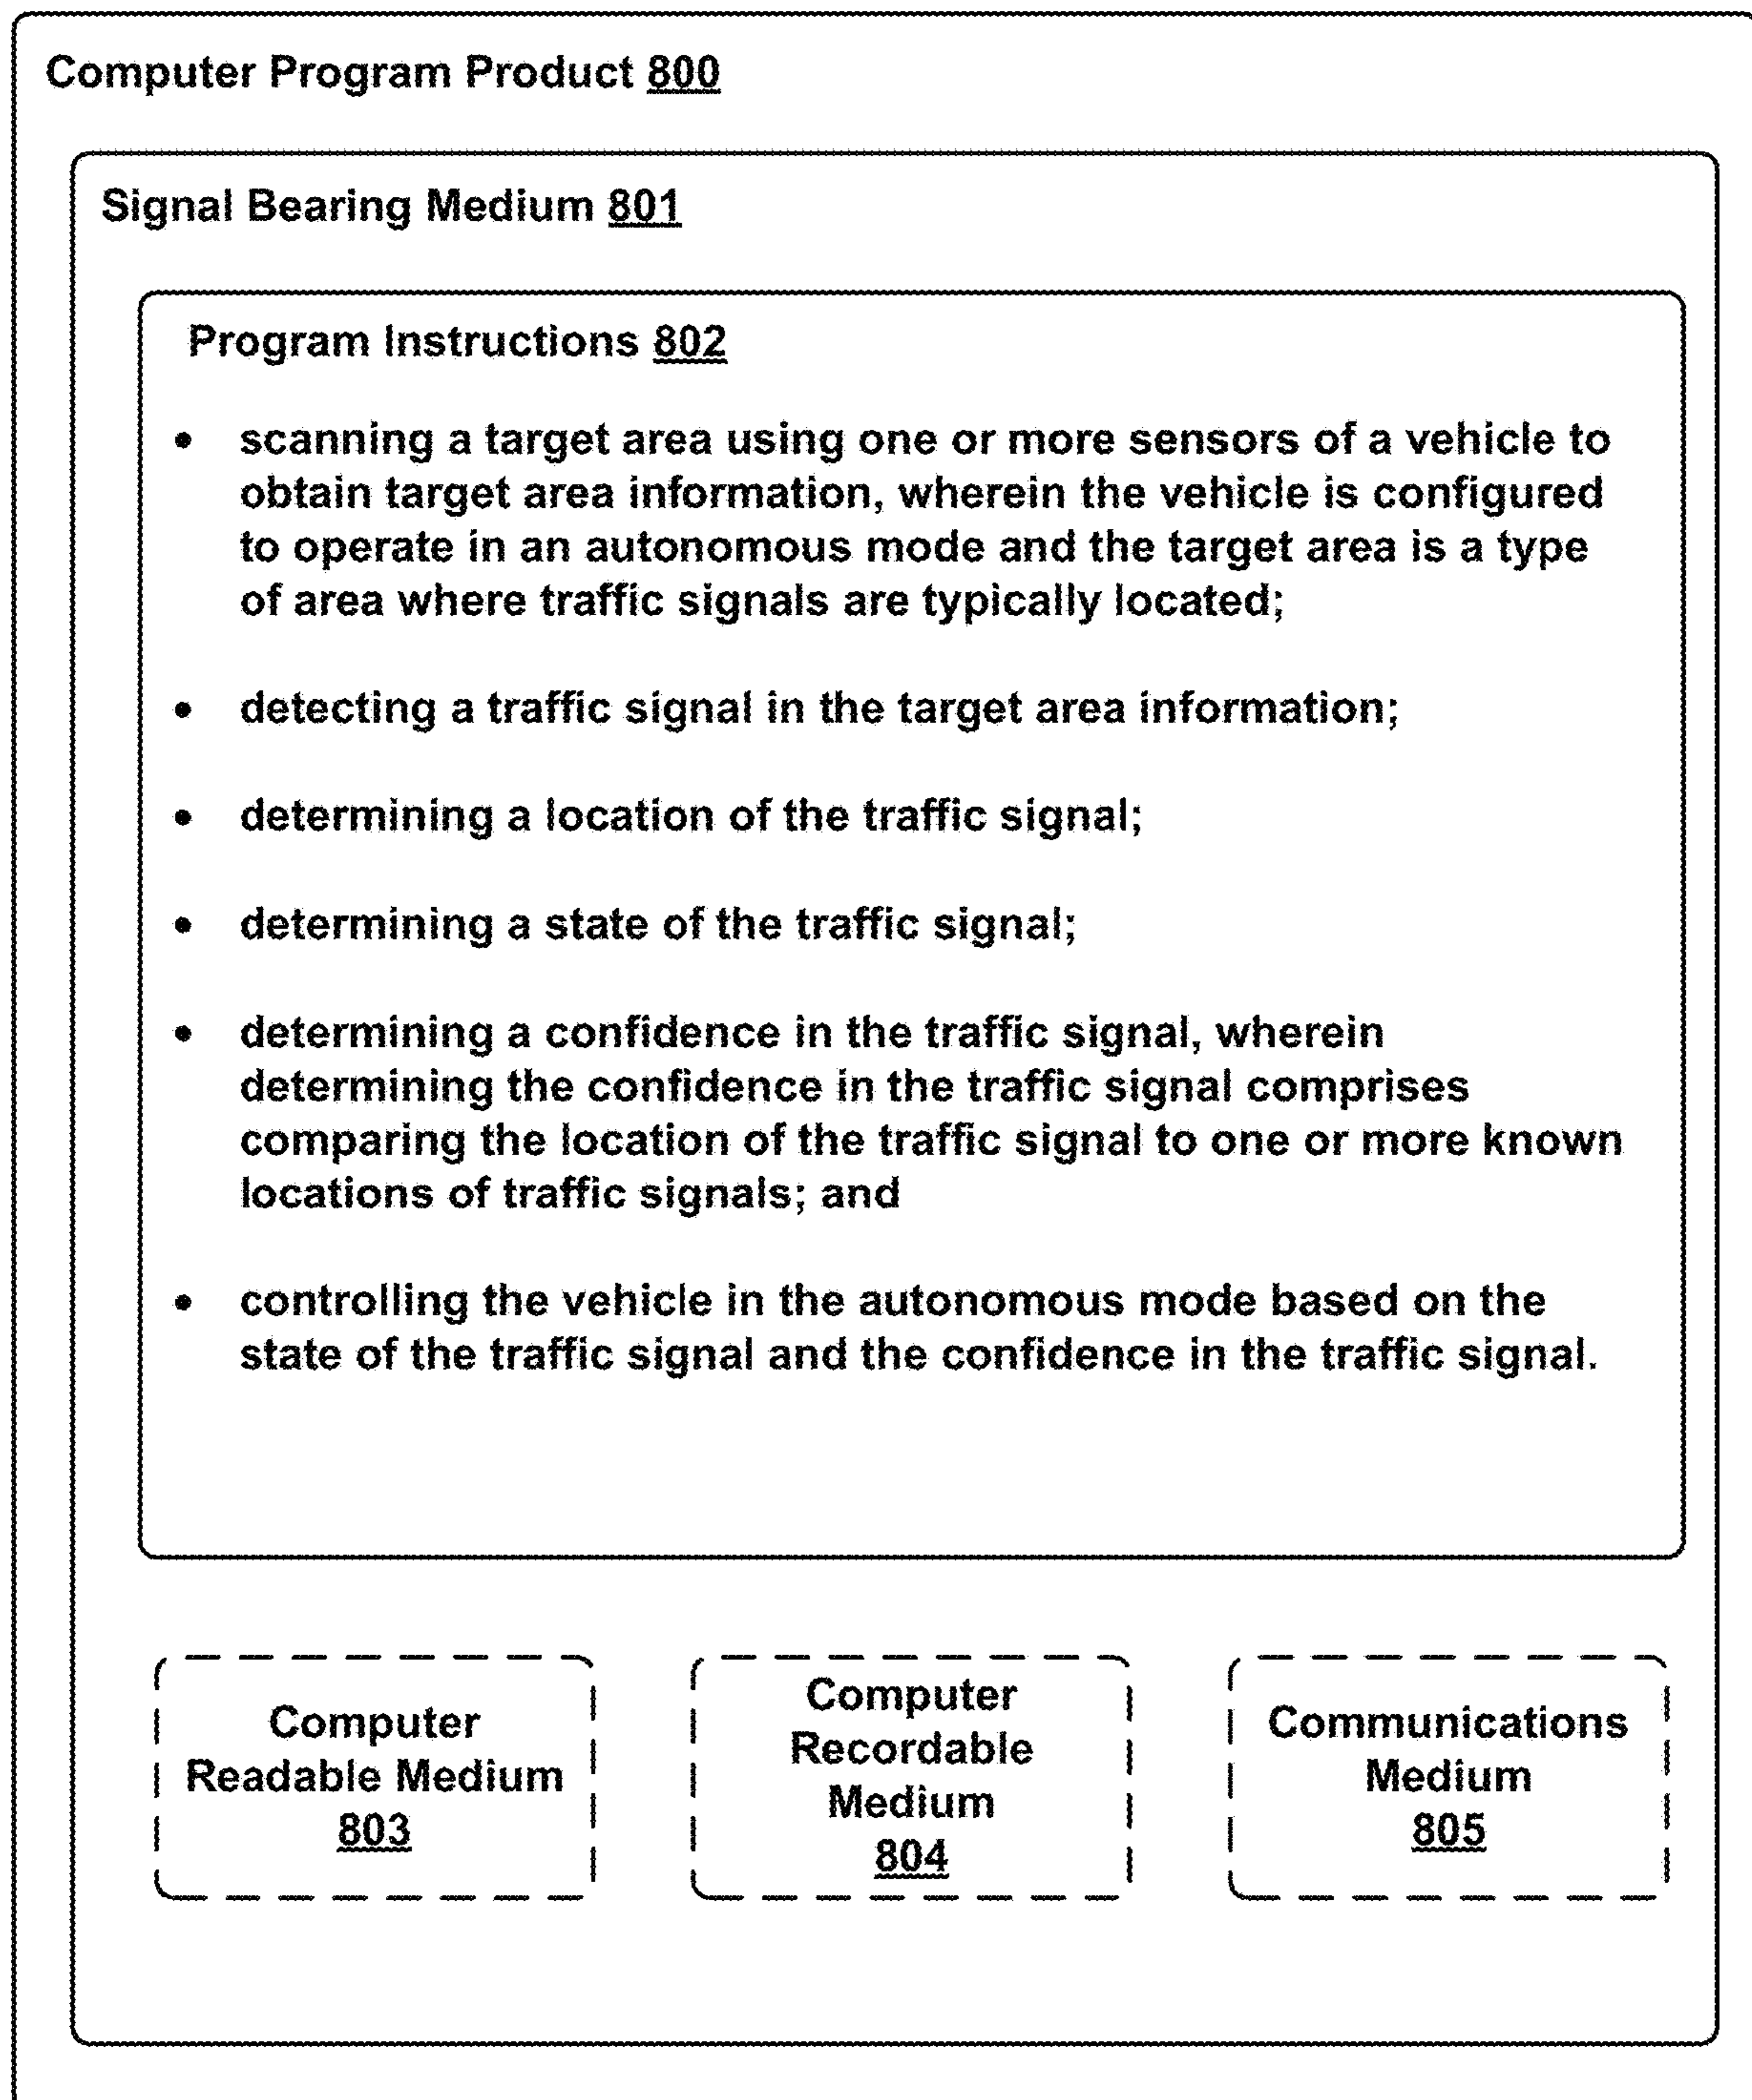 Computer Program Product 800
Signal Bearing Medium 801
Program Instructions 802
• scanning a target area using one or more sensors of a vehicle to
obtain target area information, wherein the vehicle is configured
to operate in an autonomous mode and the target area is a type
of area where traffic signals are typically located;
• detecting a traffic signal in the target area information;
• determining a location of the traffic signal;
• determining a state of the traffic signal;
• determining a confidence in the traffic signal, wherein
determining the confidence in the traffic signal comprises
comparing the location of the traffic signal to one or more known
locations of traffic signals; and
• controlling the vehicle in the autonomous mode based on the
state of the traffic signal and the confidence in the traffic signal.
Computer
Readable Medium
803
Computer
Recordable
Medium
804
Communications
Medium
805